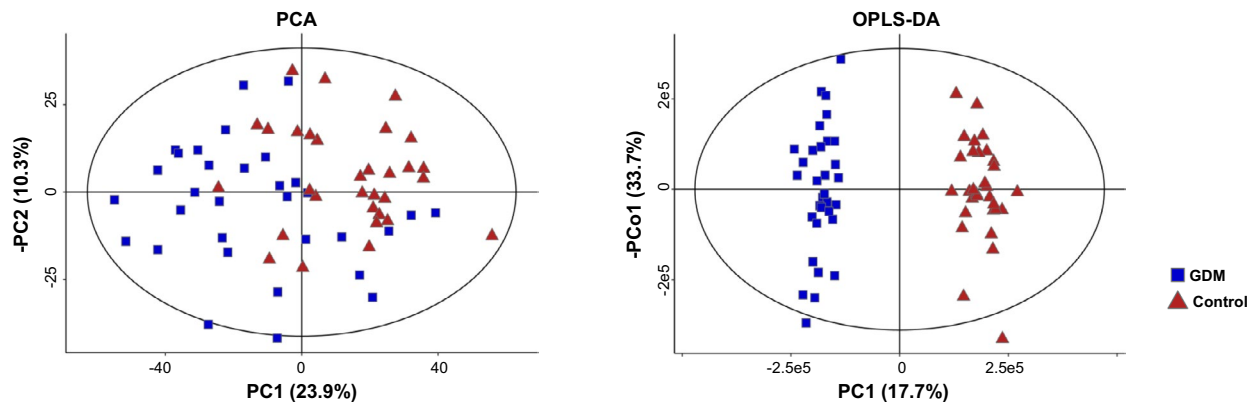 PCA
-PC2 (10.3%)
25
0
-25
-40
0
40
PC1 (23.9%)
OPLS-DA
-PCo1 (33.7%)
2e5
0
-2e5
-2.5e5
0
2.5e5
PC1 (17.7%)
GDM
Control